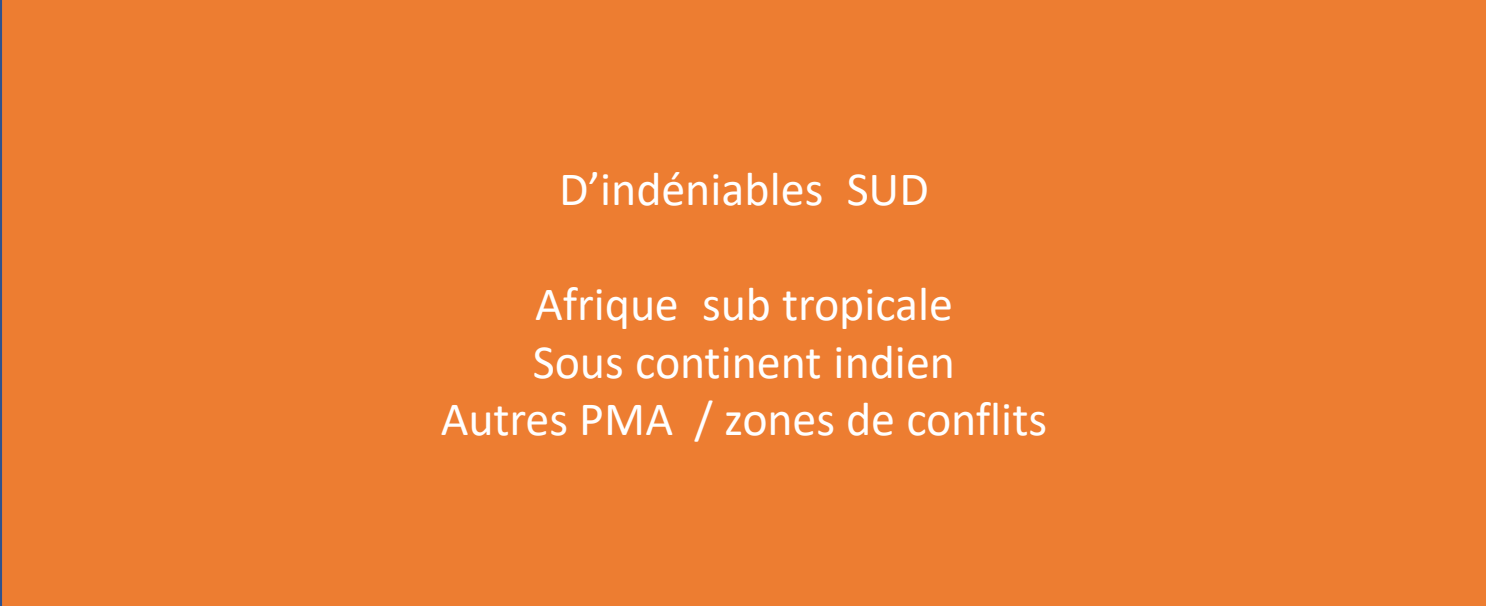 D’indéniables  SUD
Afrique  sub tropicale
Sous continent indien
Autres PMA  / zones de conflits